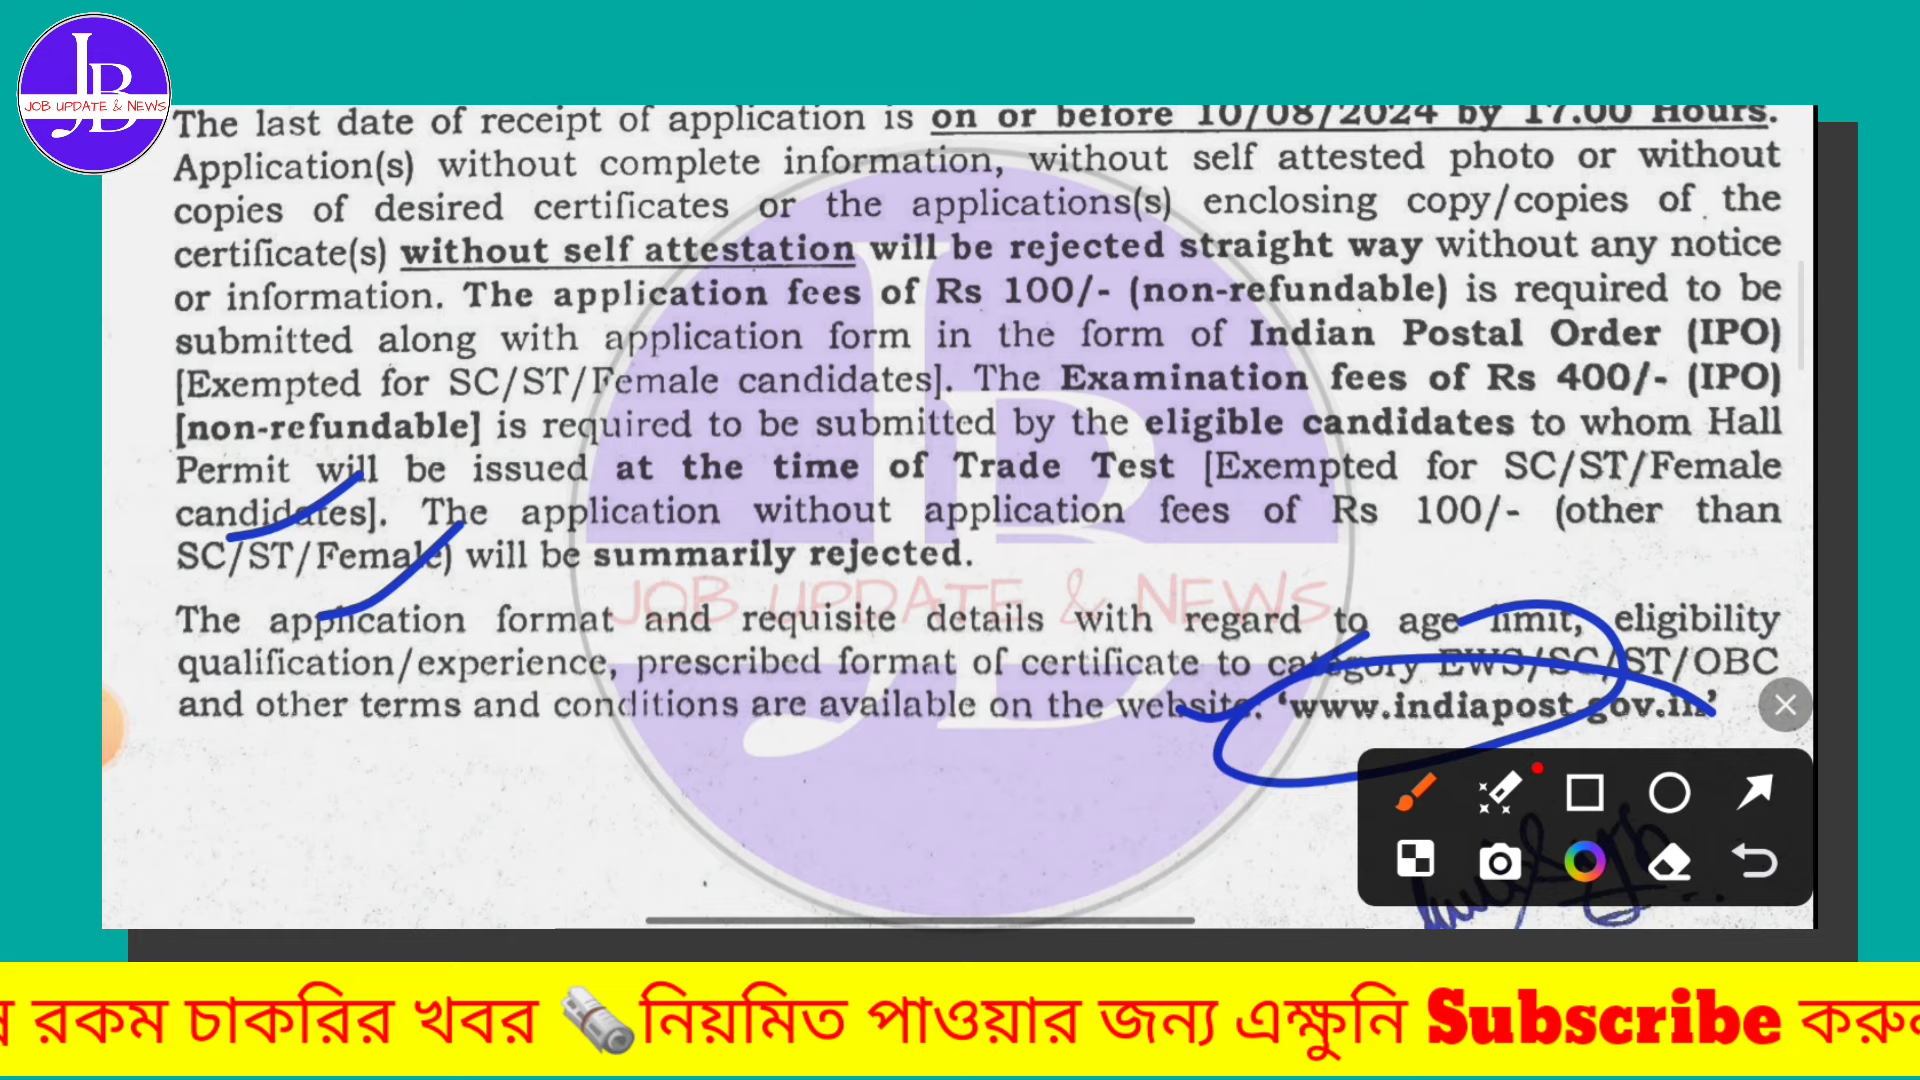 JB
JOB UPDATE & NEWS
The last date of receipt of application is on or before 10/08/2024 by 17.00 Hours.
Application(s) without complete information, without self attested photo or without
copies of desired certificates or the applications(s) enclosing copy/copies of the
certificate(s) without self attestation will be rejected straight way without any notice
or information. The application fees of Rs 100/- (non-refundable) is required to be
submitted along with application form in the form of Indian Postal Order (IPO)
[Exempted for SC/ST/Female candidates]. The Examination fees of Rs 400/- (IPO)
[non-refundable] is required to be submitted by the eligible candidates to whom Hall
Permit will be issued at the time of Trade Test [Exempted for SC/ST/Female
candidates]. The application without application fees of Rs 100/- (other than
SC/ST/Female) will be summarily rejected.
JOB UPDATE & NEWS
The application format and requisite details with regard to age limit, eligibility
qualification/experience, prescribed format of certificate to category EWS/SC/ST/OBC
and other terms and conditions are available on the website: ‘www.indiapost.gov.in’
রকম চাকরির খবর নিয়মিত পাওয়ার জন্য এক্ষুনি Subscribe করুন